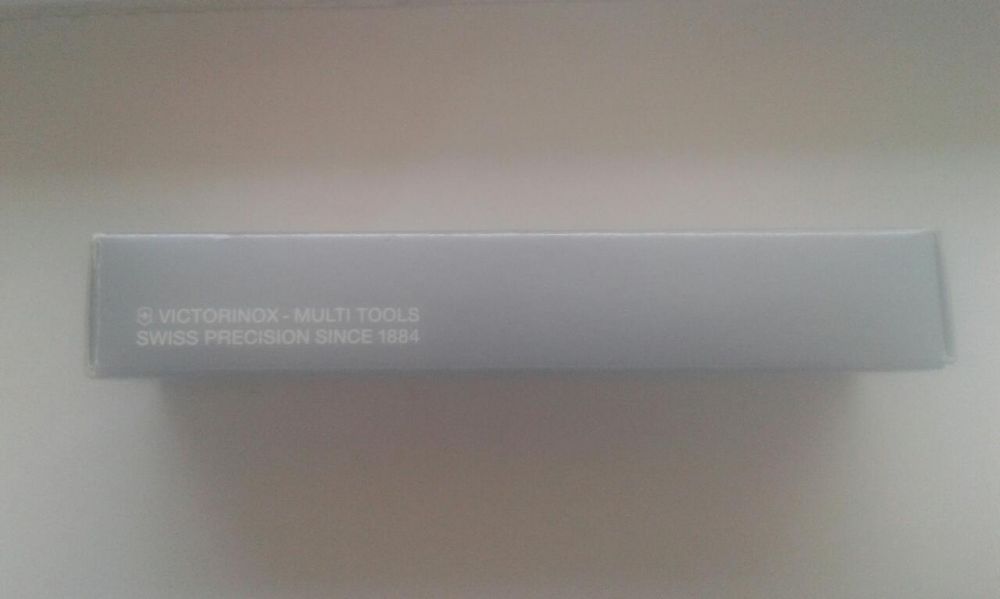 VICTORINOX - MULTI TOOLS
SWISS PRECISION SINCE 1884